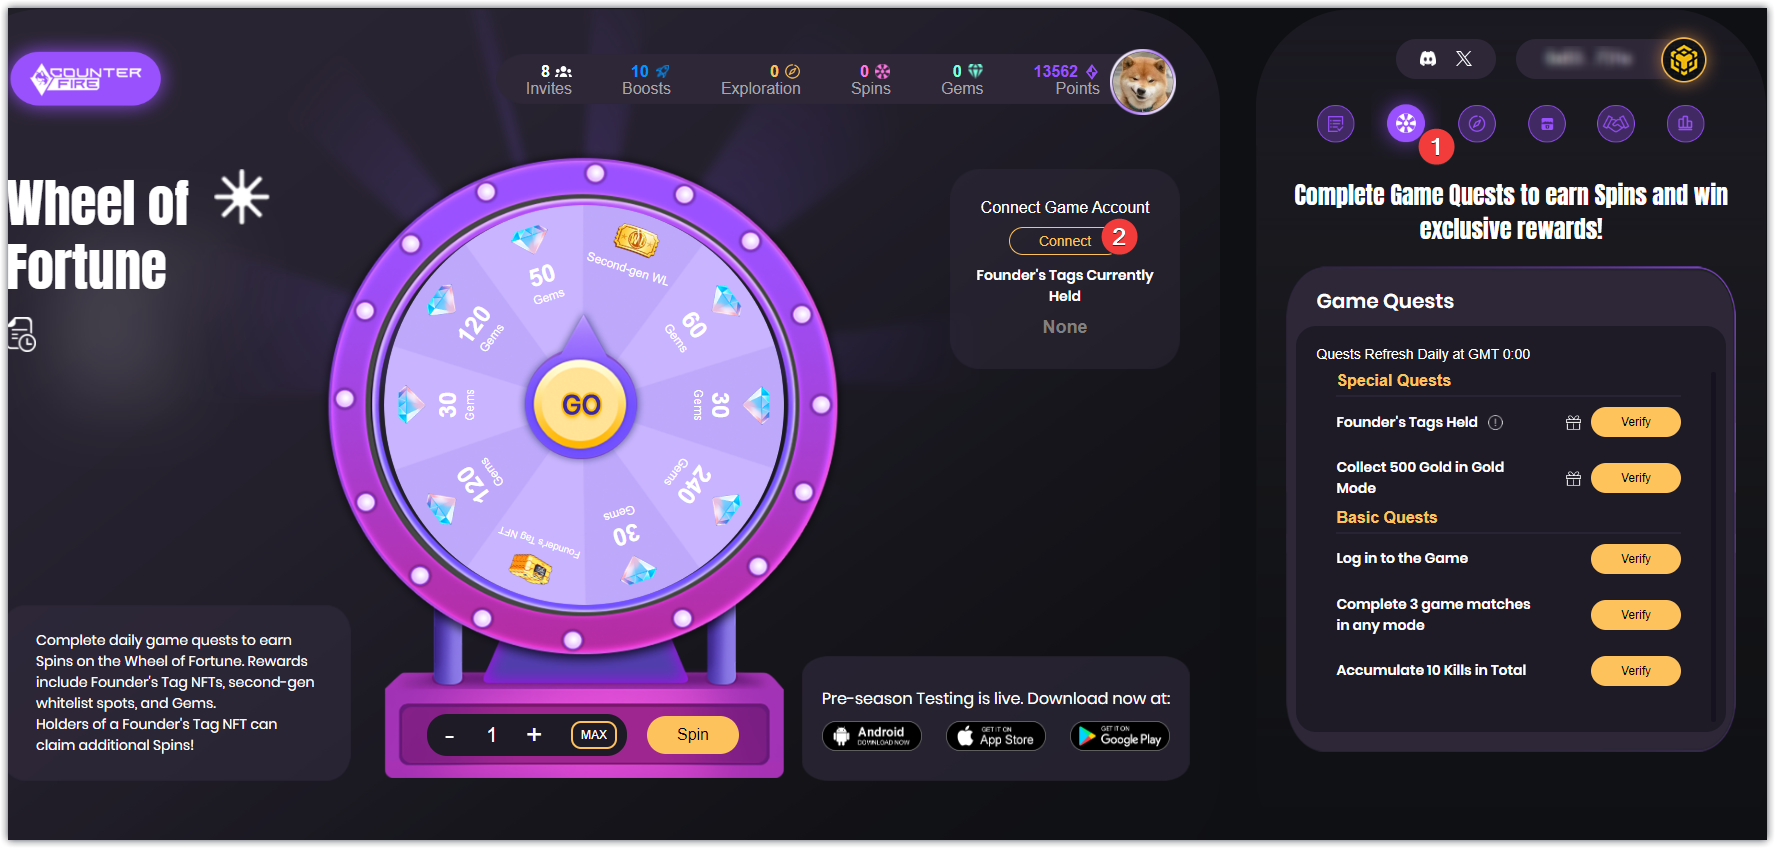 COUNTER
FIRE
8
Invites
10
Boosts
0
Exploration
0
Spins
0
Gems
13562
Points
1
Wheel of
Fortune
Complete Game Quests to earn Spins and win
exclusive rewards!
Connect Game Account
Connect
2
Founder's Tags Currently
Held
None
50
Gems
Second-gen WL
60
Gems
30
Gems
240
Gems
30
Gems
Founder's Tag NFT
120
Gems
30
Gems
120
Gems
GO
Game Quests
Quests Refresh Daily at GMT 0:00
Special Quests
Founder's Tags Held
Verify
Collect 500 Gold in Gold
Mode
Verify
Basic Quests
Log in to the Game
Verify
Complete 3 game matches
in any mode
Verify
Accumulate 10 Kills in Total
Verify
Complete daily game quests to earn
Spins on the Wheel of Fortune. Rewards
include Founder's Tag NFTs, second-gen
whitelist spots, and Gems.
Holders of a Founder's Tag NFT can
claim additional Spins!
- 1 + MAX
Spin
Pre-season Testing is live. Download now at:
Android
DOWNLOAD NOW
GET IT ON
App Store
GET IT ON
Google Play